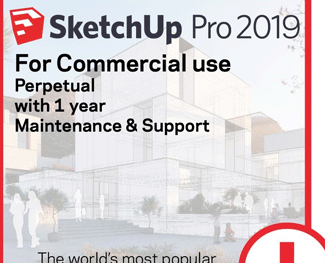 SketchUp Pro 2019
For Commercial use
Perpetual
with 1 year
Maintenance & Support
The world's most popular